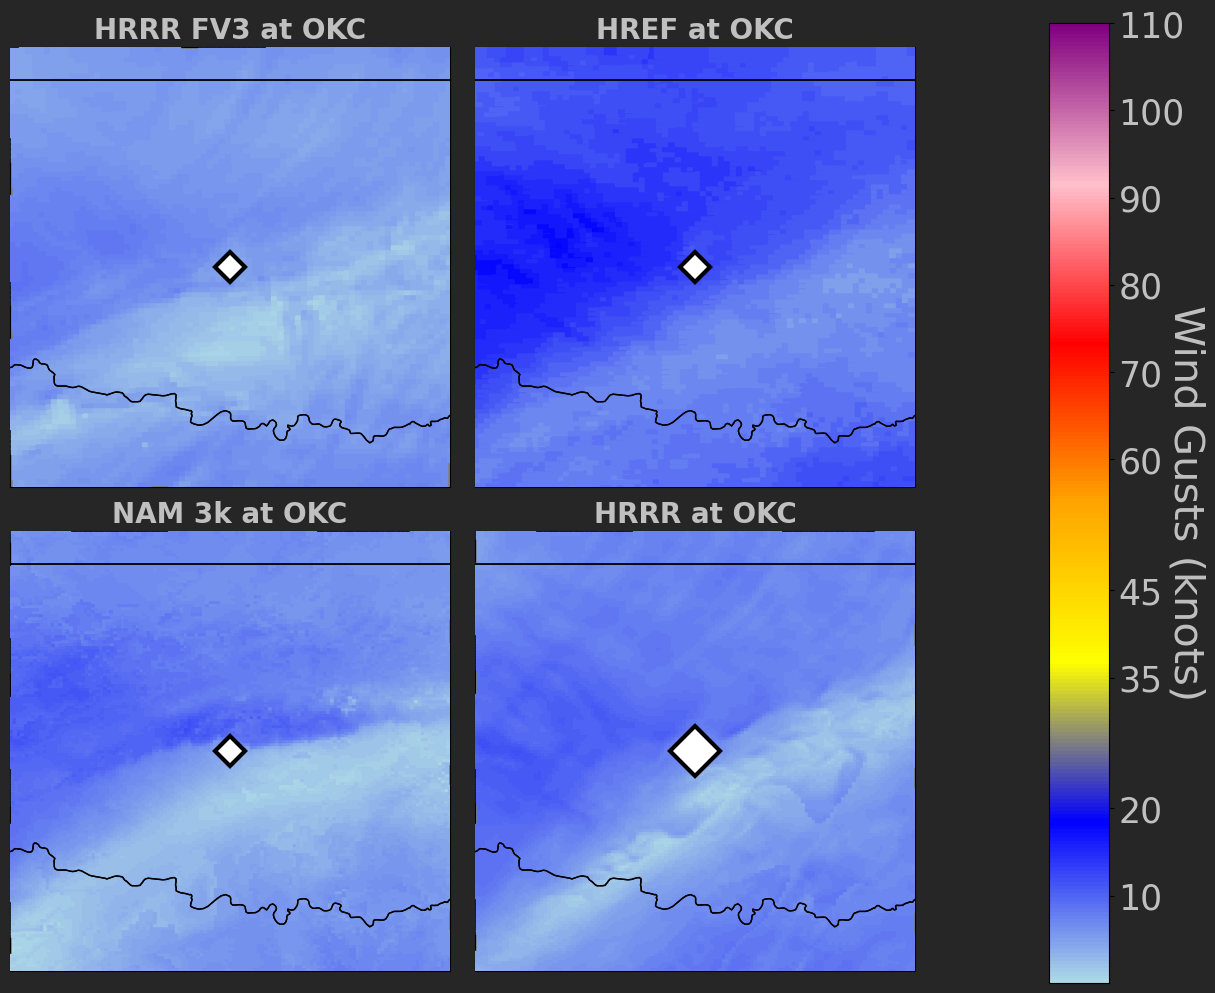 HRRR FV3 at OKC
HREF at OKC
NAM 3k at OKC
HRRR at OKC
110
100
90
80
70
60
45
35
20
10
Wind Gusts (knots)